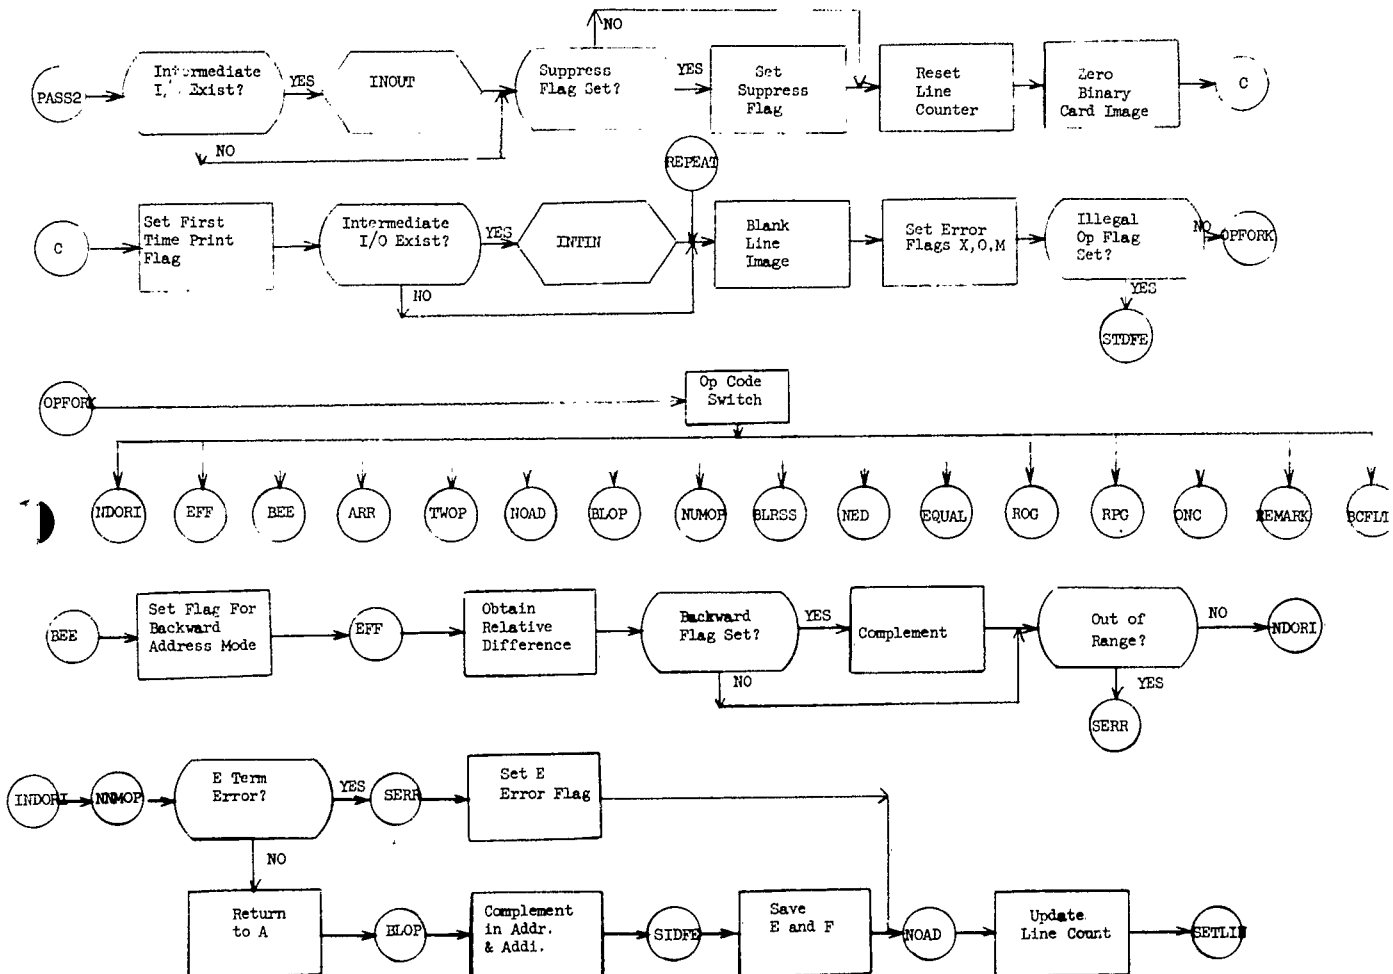 NO
PASS2
Intermediate
I/ Exist?
YES
INOUT
Suppress
Flag Set?
YES
Set
Suppress
Flag
Reset
Line
Counter
Zero
Binary
Card Image
C
NO
REPEAT
C
Set First
Time Print
Flag
Intermediate
I/O Exist?
YES
INTIN
Blank
Line
Image
Set Error
Flags X,O,M
Illegal
Op Flag
Set?
NO
OPFORK
NO
YES
STDFE
OPFORK
Op Code
Switch
NDORI
EFF
BEE
ARR
TWOP
NOAD
BLOP
NUMOP
BLRSS
NED
EQUAL
ROG
RPG
ONC
REMARK
BEE
Set Flag For
Backward
Address Mode
EFF
Obtain
Relative
Difference
Backward
Flag Set?
YES
Complement
Out of
Range?
NO
NDORI
NO
YES
SERR
INDORI
NNMOP
E Term
Error?
YES
SERR
Set E
Error Flag
NO
Return
to A
BLOP
Complement
in Addr.
& Addi.
SIDFE
Save
E and F
NOAD
Update
Line Count
SETLIN